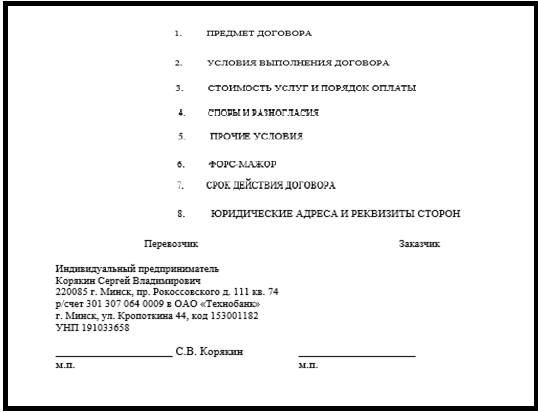 1. ПРЕДМЕТ ДОГОВОРА
2. УСЛОВИЯ ВЫПОЛНЕНИЯ ДОГОВОРА
3. СТОИМОСТЬ УСЛУГ И ПОРЯДОК ОПЛАТЫ
4. СПОРЫ И РАЗНОГЛАСИЯ
5. ПРОЧИЕ УСЛОВИЯ
6. ФОРС-МАЖОР
7. СРОК ДЕЙСТВИЯ ДОГОВОРА
8. ЮРИДИЧЕСКИЕ АДРЕСА И РЕКВИЗИТЫ СТОРОН
Перевозчик Заказчик
Индивидуальный предприниматель
Корякин Сергей Владимирович
220085 г. Минск, пр. Рокоссовского д. 111 кв. 74
р/счет 301 307 064 0009 в ОАО «Технобанк»
г. Минск, ул. Кропоткина 44, код 153001182
УНП 191033658
______________________ С.В. Корякин ______________________
м.п. м.п.